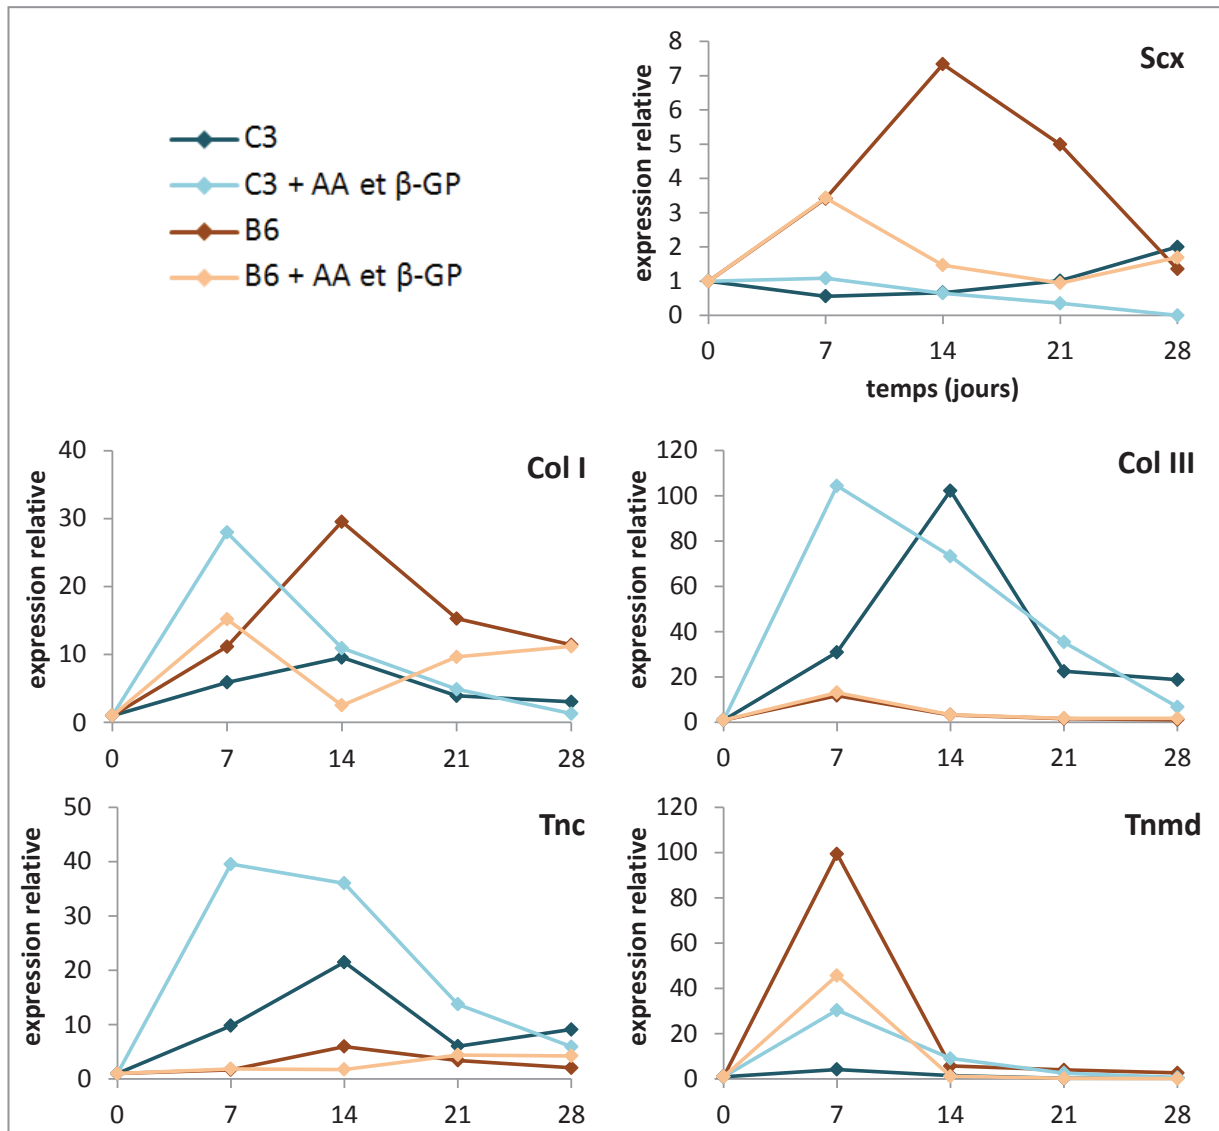 C3
C3 + AA et β-GP
B6
B6 + AA et β-GP
Scx
expression relative
8
7
6
5
4
3
2
1
0
0 7 14 21 28
temps (jours)
Col I
expression relative
40
30
20
10
0
0 7 14 21 28
Col III
expression relative
120
100
80
60
40
20
0
0 7 14 21 28
Tnc
expression relative
50
40
30
20
10
0
0 7 14 21 28
Tnmd
expression relative
120
100
80
60
40
20
0
0 7 14 21 28